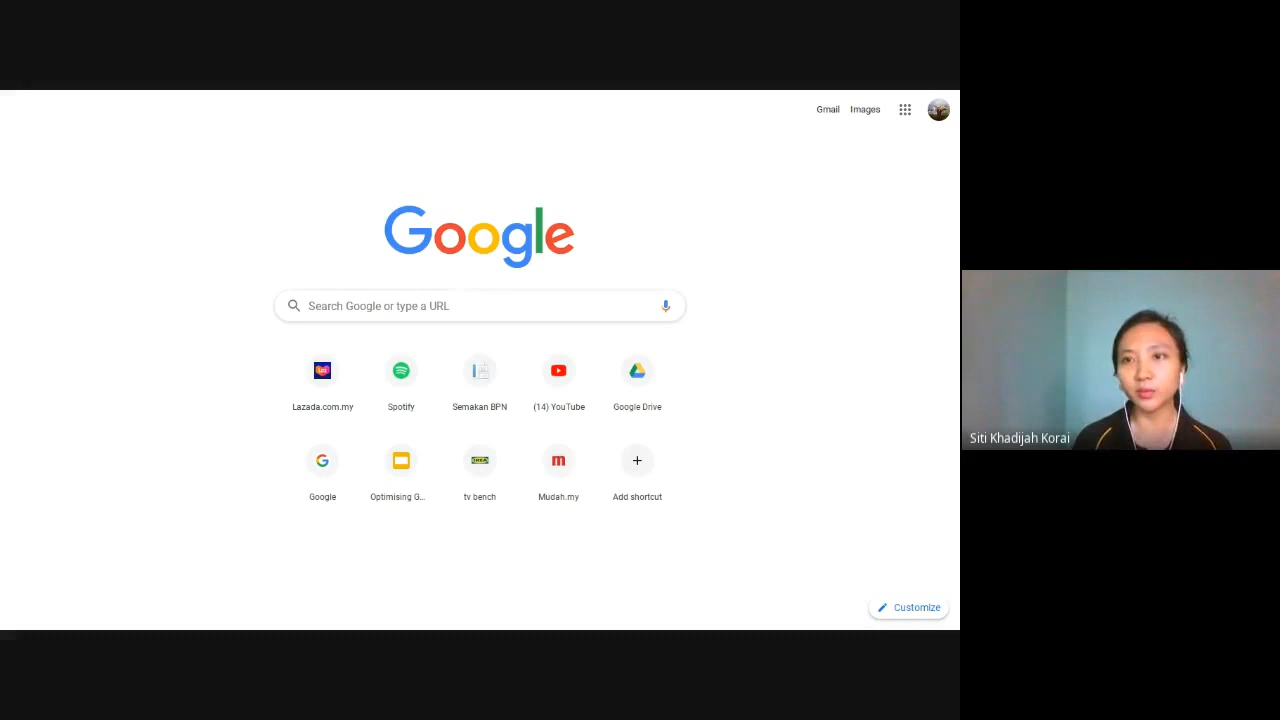 Gmail Images
Google
Search Google or type a URL
Lazada.com.my Spotify Semakan BPN (14) YouTube Google Drive
IKEA
Google Optimising G... tv bench Mudah.my Add shortcut
Customize
Siti Khadijah Korai